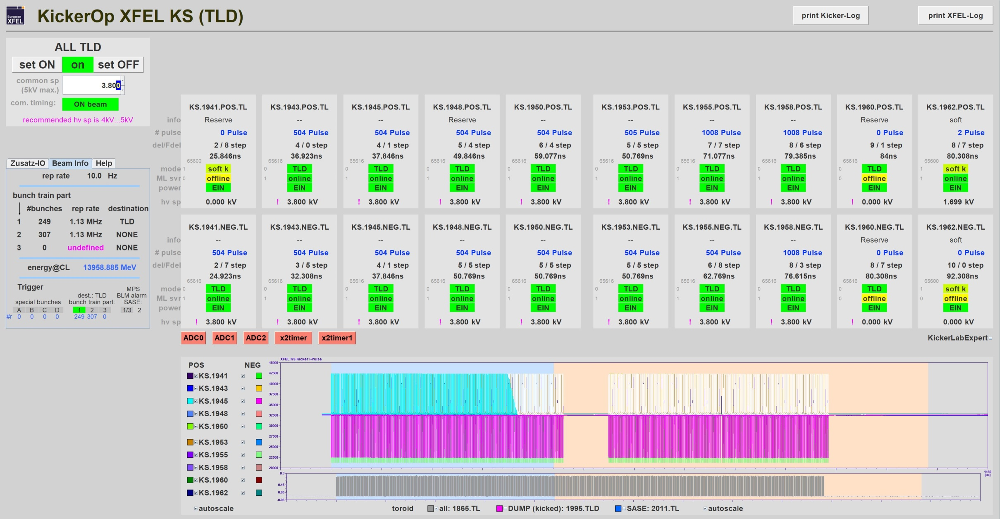 European
XFEL
KickerOp XFEL KS (TLD)
print Kicker-Log
print XFEL-Log
ALL TLD
set ON on set OFF
common sp
(5kV max.)
3.800
com. timing: ON beam
recommended hv sp is 4kV...5kV
Zusatz-IO Beam Info Help
rep rate 10.0 Hz
bunch train part
#bunches rep rate destination
1 249 1.13 MHz TLD
2 307 1.13 MHz NONE
3 0 undefined NONE
energy@CL 13958.885 MeV
Trigger
MPS
dest.: TLD BLM alarm
special bunches bunch train part: SASE:
A B C D 1 2 3 1/3 2
#r 0 0 0 0 249 307 0
KS.1941.POS.TL KS.1943.POS.TL KS.1945.POS.TL KS.1948.POS.TL KS.1950.POS.TL KS.1953.POS.TL KS.1955.POS.TL KS.1958.POS.TL KS.1960.POS.TL KS.1962.POS.TL
info Reserve -- -- Reserve -- -- -- -- Reserve soft
# pulse 0 Pulse 504 Pulse 504 Pulse 504 Pulse 504 Pulse 505 Pulse 1008 Pulse 1008 Pulse 0 Pulse 2 Pulse
del/Fdel 2 / 8 step 4 / 0 step 4 / 1 step 5 / 4 step 6 / 4 step 5 / 5 step 7 / 7 step 8 / 6 step 9 / 1 step 8 / 7 step
25.846ns 36.923ns 37.846ns 49.846ns 59.077ns 50.769ns 71.077ns 79.385ns 84ns 80.308ns
65600 65616 65616 65616 65616 65616 65616 65616 65616 65600
mode 1 soft k 0 TLD 0 TLD 0 TLD 0 TLD 0 TLD 0 TLD 0 TLD 0 TLD 1 soft k
ML svr 0 offline 1 online 1 online 1 online 1 online 1 online 1 online 1 online 0 offline 1 online
power EIN EIN EIN EIN EIN EIN EIN EIN EIN EIN
hv sp 0.000 kV ! 3.800 kV ! 3.800 kV ! 3.800 kV ! 3.800 kV ! 3.800 kV ! 3.800 kV ! 3.800 kV ! 0.000 kV 1.699 kV
KS.1941.NEG.TL KS.1943.NEG.TL KS.1945.NEG.TL KS.1948.NEG.TL KS.1950.NEG.TL KS.1953.NEG.TL KS.1955.NEG.TL KS.1958.NEG.TL KS.1960.NEG.TL KS.1962.NEG.TL
info -- -- -- -- -- -- -- -- Reserve soft
# pulse 504 Pulse 504 Pulse 504 Pulse 504 Pulse 504 Pulse 504 Pulse 504 Pulse 1008 Pulse 0 Pulse 0 Pulse
del/Fdel 2 / 7 step 3 / 5 step 4 / 1 step 5 / 5 step 5 / 5 step 5 / 5 step 6 / 8 step 8 / 3 step 8 / 7 step 10 / 0 step
24.923ns 32.308ns 37.846ns 50.769ns 50.769ns 50.769ns 62.769ns 76.615ns 80.308ns 92.308ns
65616 65616 65616 65616 65616 65616 65616 65616 65616 65600
mode 0 TLD 0 TLD 0 TLD 0 TLD 0 TLD 0 TLD 0 TLD 0 TLD 0 TLD 1 soft k
ML svr 1 online 1 online 1 online 1 online 1 online 1 online 1 online 1 online 0 offline 0 offline
power EIN EIN EIN EIN EIN EIN EIN EIN EIN EIN
hv sp ! 3.800 kV ! 3.800 kV ! 3.800 kV ! 3.800 kV ! 3.800 kV ! 3.800 kV ! 3.800 kV ! 3.800 kV ! 0.000 kV 0.000 kV
ADC0 ADC1 ADC2 x2timer x2timer1
KickerLabExpert
POS NEG
KS.1941
KS.1943
KS.1945
KS.1948
KS.1950
KS.1953
KS.1955
KS.1958
KS.1960
KS.1962
autoscale
XFEL KS Kicker i-Pulse
45000
42500
40000
37500
35000
32500
30000
27500
25000
22500
20000
1450
[us]
0.3
0.15
0.05
-0.05
toroid all: 1865.TL DUMP (kicked): 1995.TLD SASE: 2011.TL autoscale